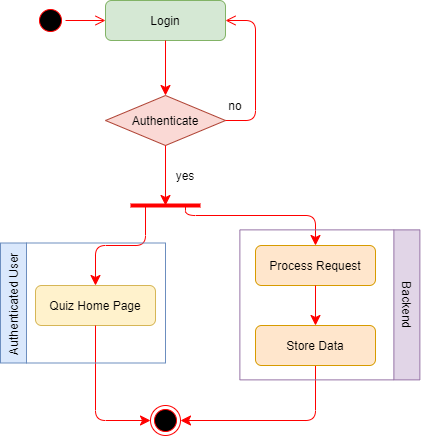 Login
Authenticate
no
yes
Authenticated User
Quiz Home Page
Process Request
Store Data
Backend